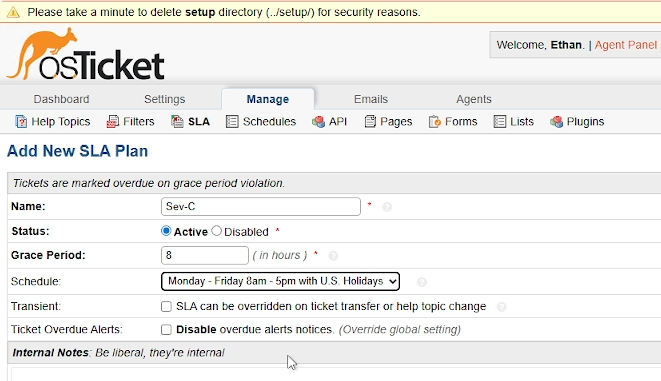 Please take a minute to delete setup directory (../setup/) for security reasons.
osTicket
Welcome, Ethan. | Agent Panel
Dashboard Settings Manage Emails Agents
Help Topics Filters SLA Schedules API Pages Forms Lists Plugins
Add New SLA Plan
Tickets are marked overdue on grace period violation.
Name: Sev-C *
Status: Active Disabled *
Grace Period: 8 ( in hours ) *
Schedule: Monday - Friday 8am - 5pm with U.S. Holidays
Transient: SLA can be overridden on ticket transfer or help topic change
Ticket Overdue Alerts: Disable overdue alerts notices. (Override global setting)
Internal Notes: Be liberal, they're internal